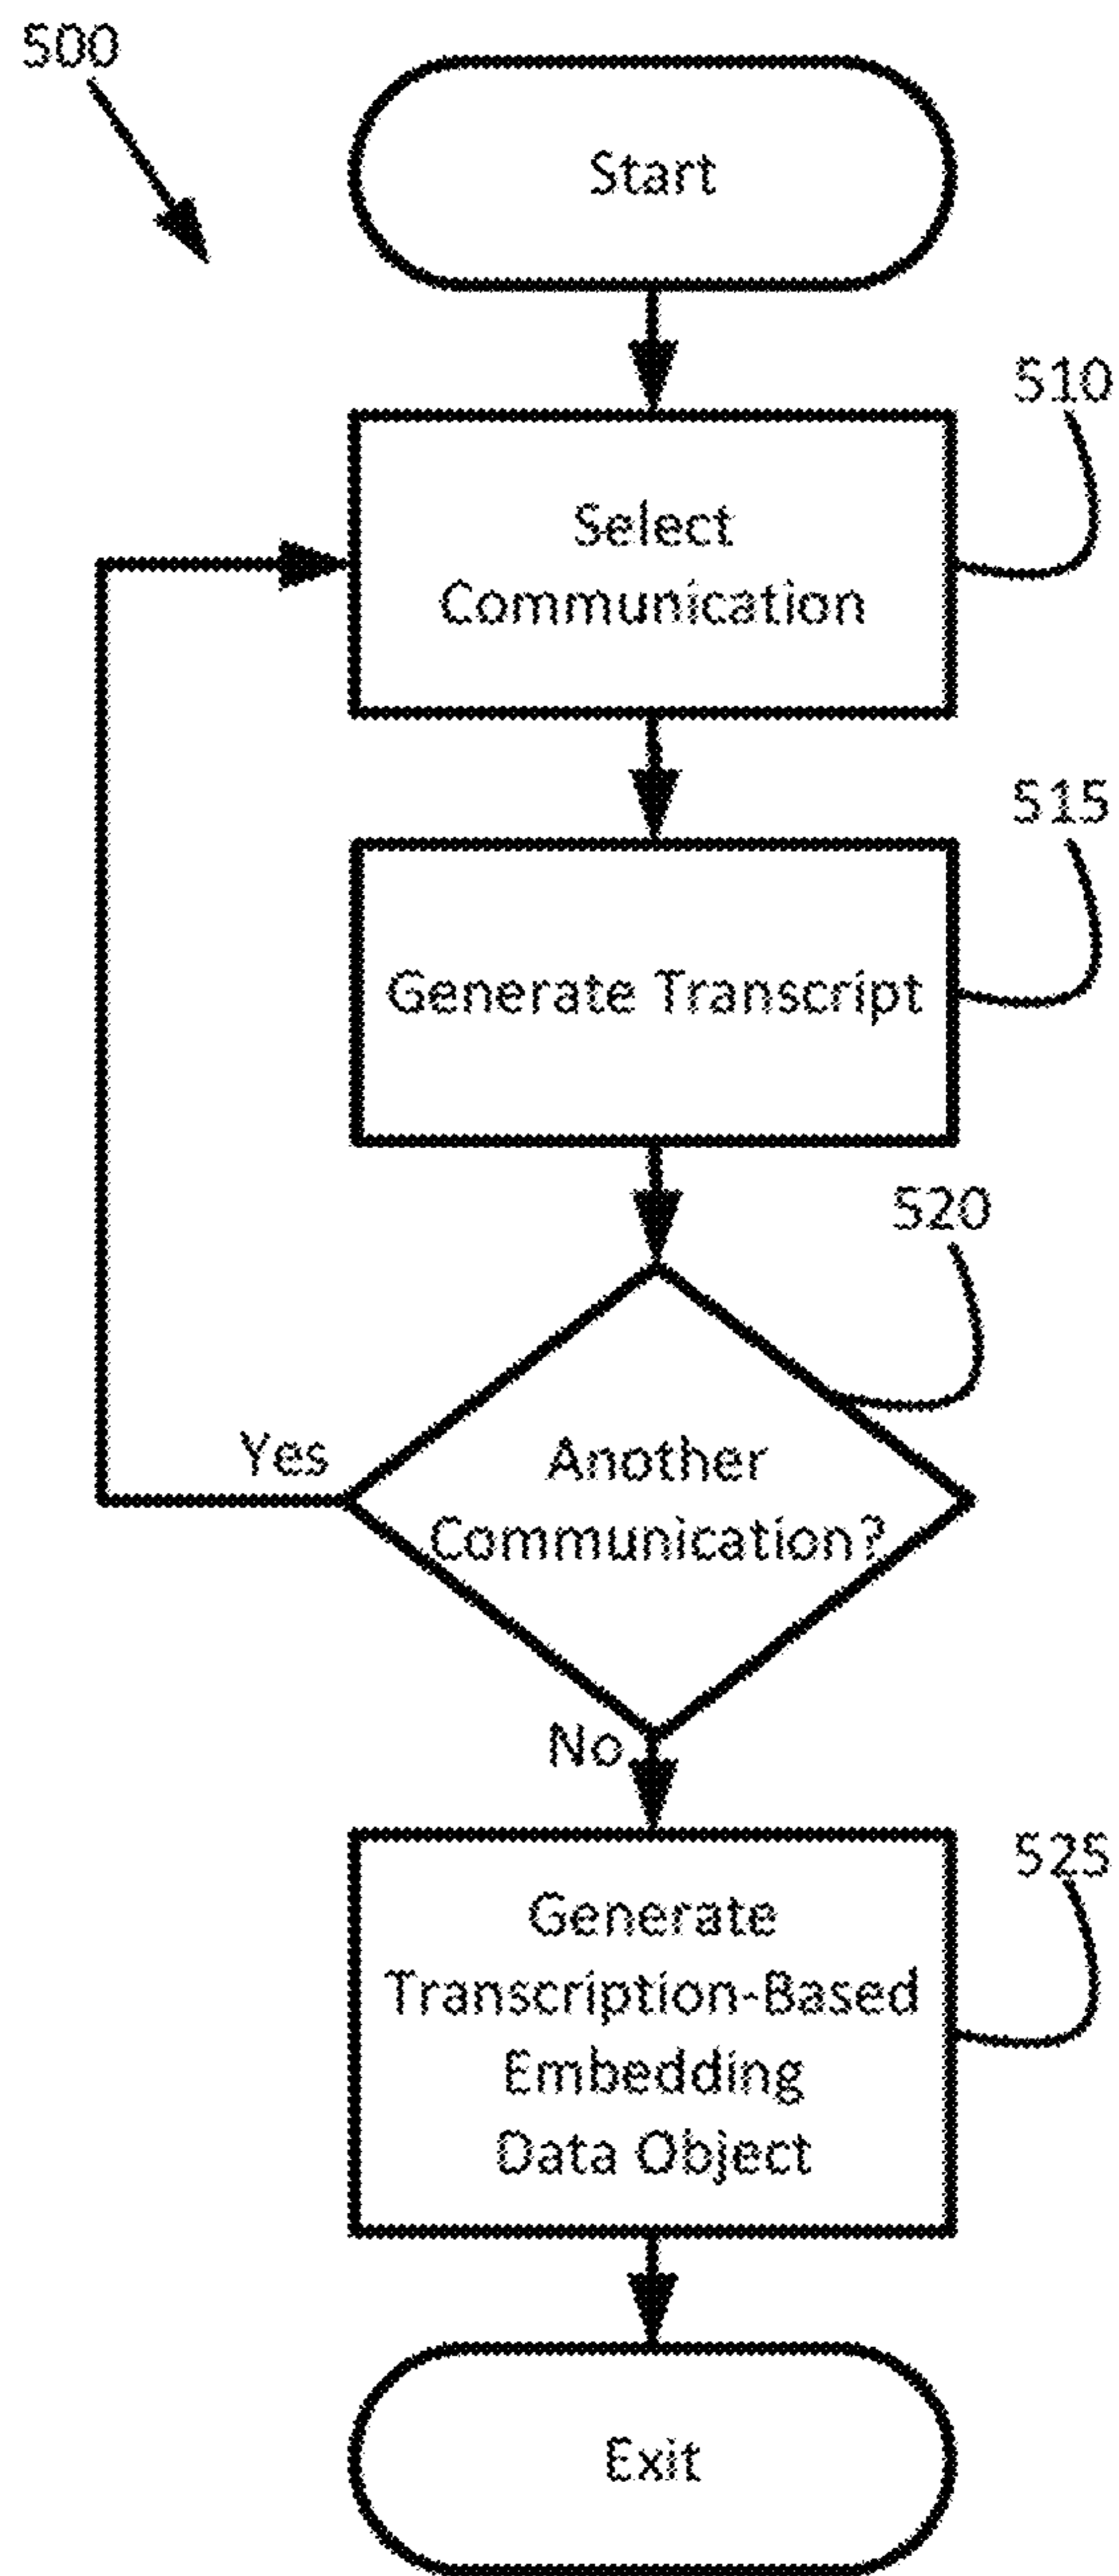 500
Start
510
Select
Communication
515
Generate Transcript
520
Another
Communication?
Yes
No
525
Generate
Transcription-Based
Embedding
Data Object
Exit